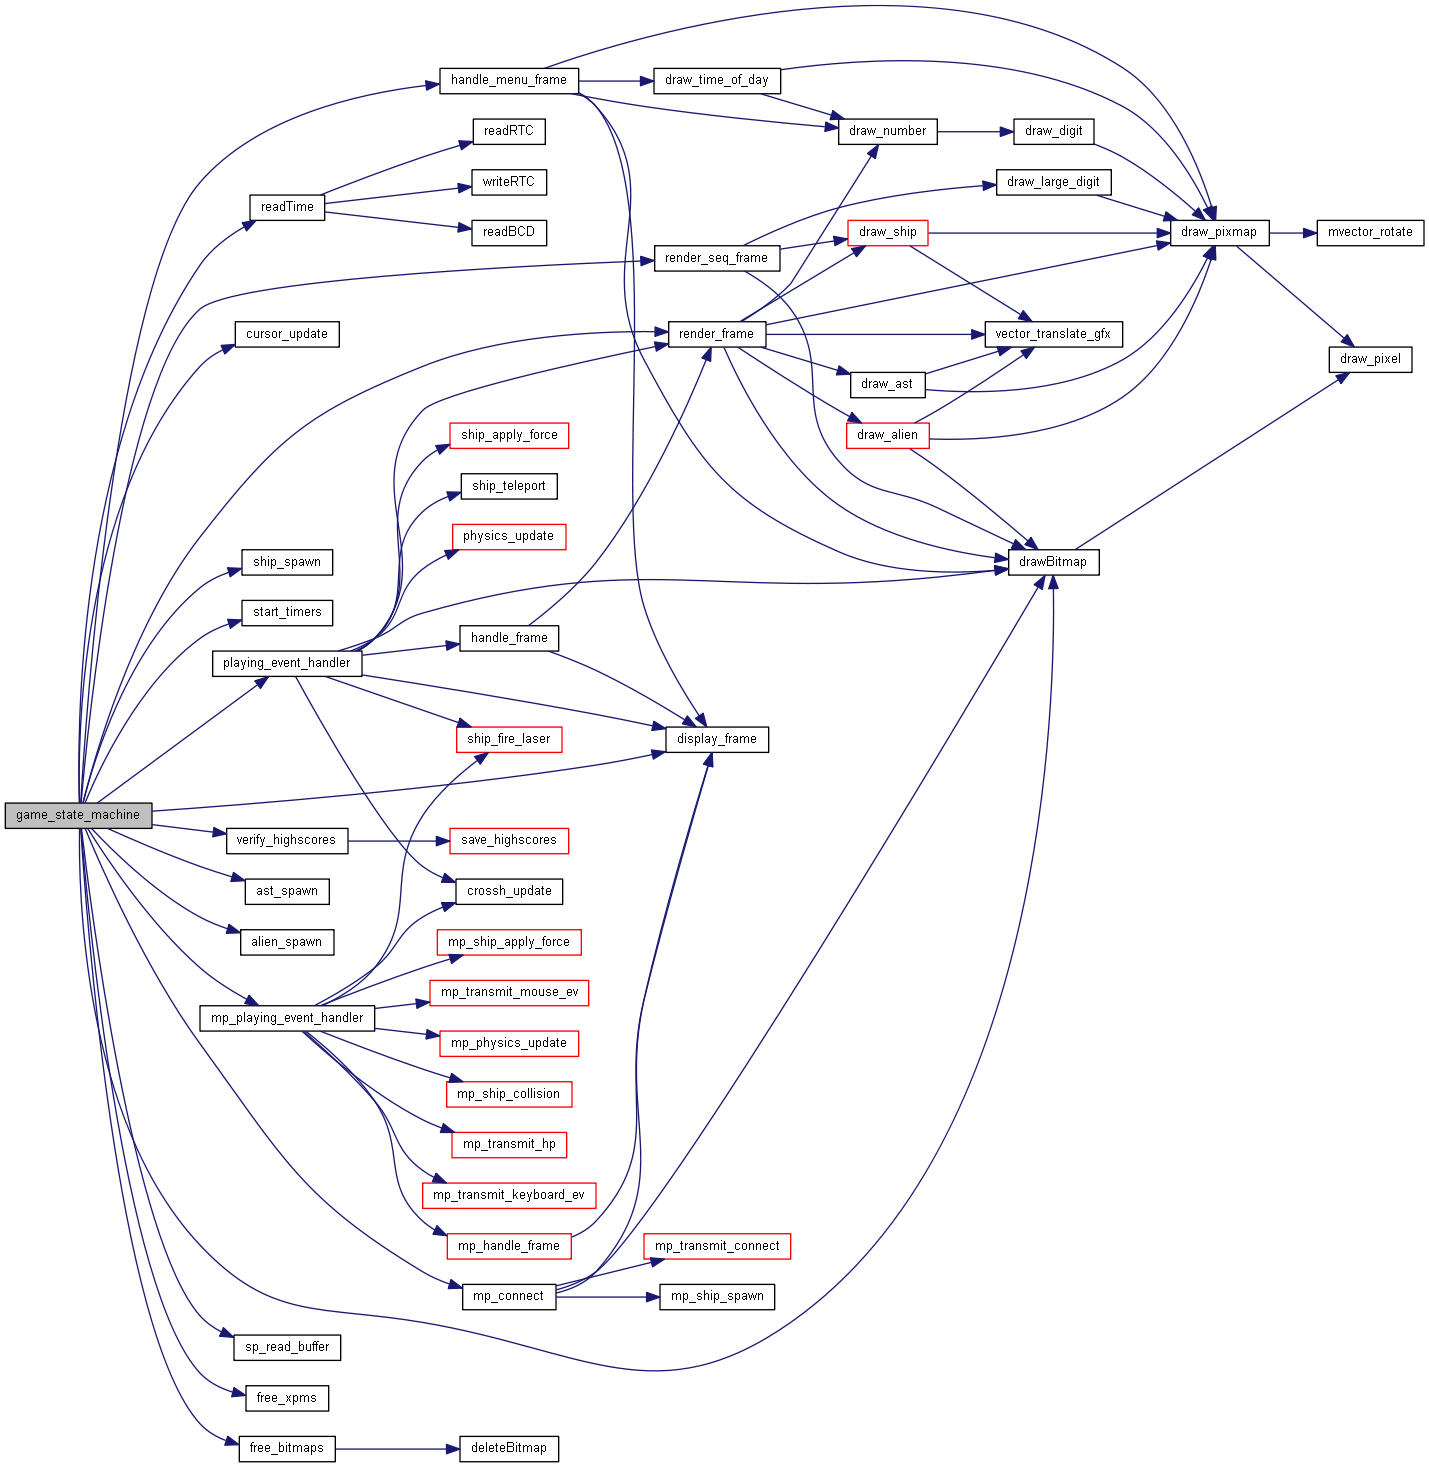 handle_menu_frame
draw_time_of_day
readRTC
draw_number
draw_digit
writeRTC
draw_large_digit
readTime
readBCD
draw_ship
draw_pixmap
mvector_rotate
render_seq_frame
cursor_update
render_frame
vector_translate_gfx
draw_pixel
draw_ast
ship_apply_force
draw_alien
ship_teleport
physics_update
ship_spawn
drawBitmap
start_timers
handle_frame
playing_event_handler
ship_fire_laser
display_frame
game_state_machine
verify_highscores
save_highscores
ast_spawn
crossh_update
alien_spawn
mp_ship_apply_force
mp_transmit_mouse_ev
mp_playing_event_handler
mp_physics_update
mp_ship_collision
mp_transmit_hp
mp_transmit_keyboard_ev
mp_handle_frame
mp_transmit_connect
mp_connect
mp_ship_spawn
sp_read_buffer
free_xpms
free_bitmaps
deleteBitmap